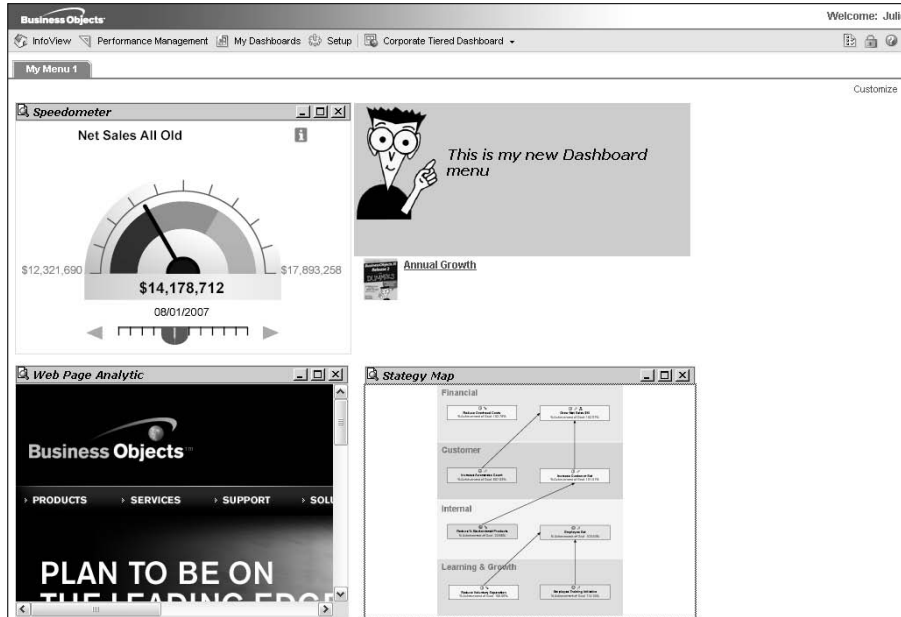 Business Objects
Welcome: Juli
InfoView Performance Management My Dashboards Setup Corporate Tiered Dashboard
My Menu 1
Customize
Speedometer
Net Sales All Old
$12,321,690
$17,893,258
$14,178,712
08/01/2007
This is my new Dashboard
menu
Annual Growth
Web Page Analytic
Business Objects
PRODUCTS SERVICES SUPPORT SOLU
PLAN TO BE ON
THE LEADING EDGE
Stategy Map
Financial
Customer
Internal
Learning & Growth